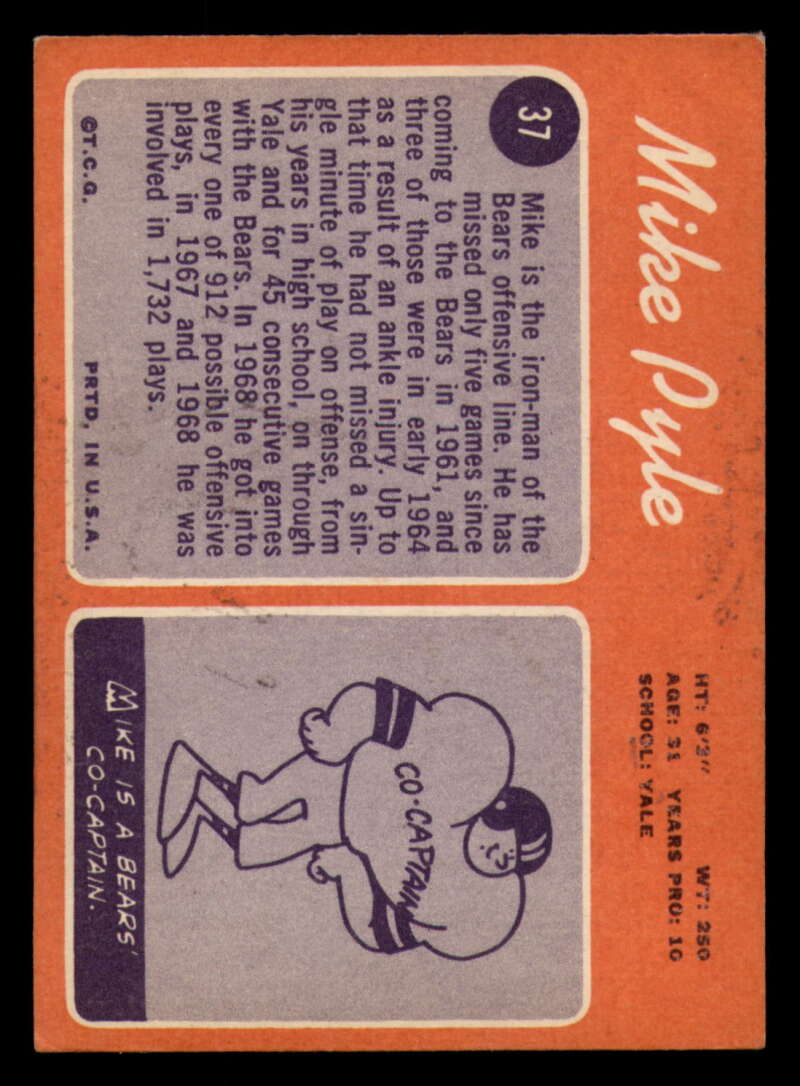 Mike Pyle
HT: 6'3" WT: 250
AGE: 31 YEARS PRO: 10
SCHOOL: YALE
37
Mike is the iron-man of the
Bears offensive line. He has
missed only five games since
coming to the Bears in 1961, and
three of those were in early 1964
as a result of an ankle injury. Up to
that time he had not missed a sin-
gle minute of play on offense, from
his years in high school, on through
Yale and for 45 consecutive games
with the Bears. In 1968 he got into
every one of 912 possible offensive
plays, in 1967 and 1968 he was
involved in 1,732 plays.
©T.C.G. PRTD, IN U.S.A.
CO-CAPTAIN
MIKE IS A BEARS'
CO-CAPTAIN.